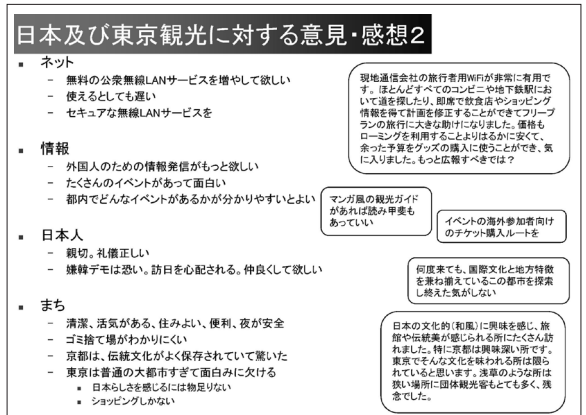 日本及び東京観光に対する意見・感想２
▪ ネット
– 無料の公衆無線LANサービスを増やして欲しい
– 使えるとしても遅い
– セキュアな無線LANサービスを
現地通信会社の旅行者用WiFiが非常に有用で
す。ほとんどすべてのコンビニや地下鉄駅にお
いて道を探したり、即席で飲食店やショッピング
情報を得て計画を修正することができてフリープ
ランの旅行に大きな助けになりました。価格も
ローミングを利用することよりはるかに安くて、
余った予算をグッズの購入に使うことができ、気
に入りました。もっと広報すべきでは？
▪ 情報
– 外国人のための情報発信がもっと欲しい
– たくさんのイベントがあって面白い
– 都内でどんなイベントがあるかが分かりやすいとよい
マンガ風の観光ガイド
があれば読み甲斐も
あっていい
イベントの海外参加者向け
のチケット購入ルートを
▪ 日本人
– 親切。礼儀正しい
– 嫌韓デモは恐い。訪日を心配される。仲良くして欲しい
何度来ても、国際文化と地方特徴
を兼ね揃えているこの都市を探索
し終えた気がしない
▪ まち
– 清潔、活気がある、住みよい、便利、夜が安全
– ゴミ捨て場がわかりにくい
– 京都は、伝統文化がよく保存されていて驚いた
– 東京は普通の大都市すぎて面白みに欠ける
▪ 日本らしさを感じるには物足りない
▪ ショッピングしかない
日本の文化的（和風）に興味を感じ、旅
館や伝統美が感じられる所にたくさん訪
れました。特に京都は興味深い所です。
東京でそんな文化を味わえる所は限ら
れていると思います。浅草のような所は
狭い場所に団体観光客もとても多く、残
念でした。